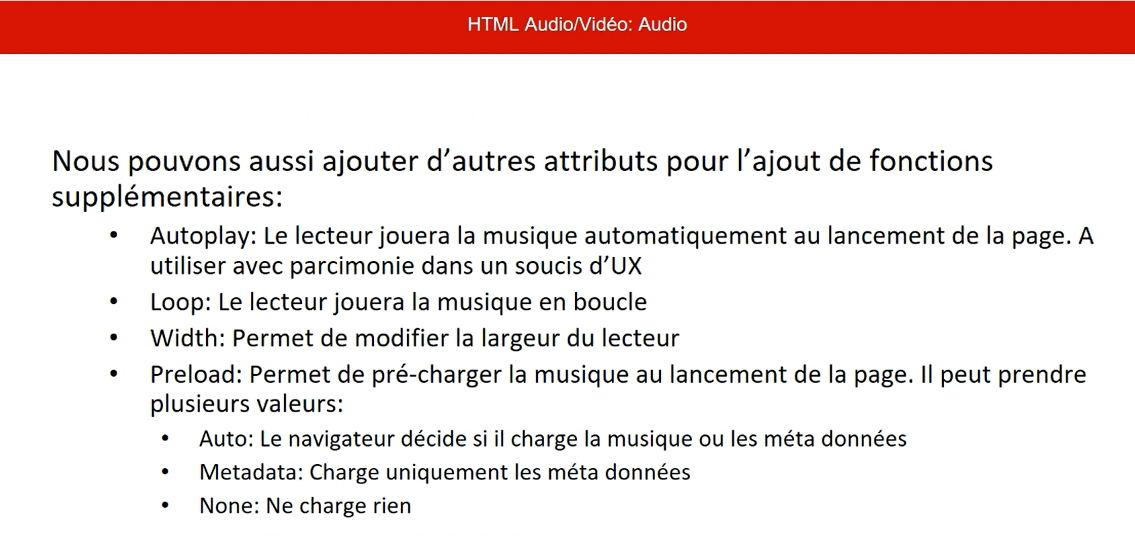 HTML Audio/Vidéo: Audio
Nous pouvons aussi ajouter d’autres attributs pour l’ajout de fonctions
supplémentaires:
• Autoplay: Le lecteur jouera la musique automatiquement au lancement de la page. A
utiliser avec parcimonie dans un soucis d’UX
• Loop: Le lecteur jouera la musique en boucle
• Width: Permet de modifier la largeur du lecteur
• Preload: Permet de pré-charger la musique au lancement de la page. Il peut prendre
plusieurs valeurs:
• Auto: Le navigateur décide si il charge la musique ou les méta données
• Metadata: Charge uniquement les méta données
• None: Ne charge rien